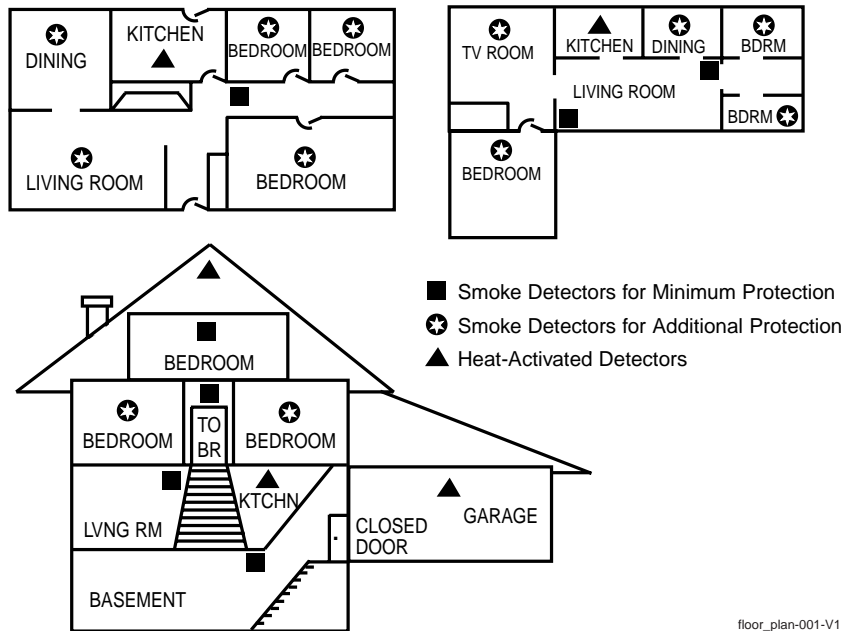 DINING
KITCHEN
BEDROOM
BEDROOM
LIVING ROOM
BEDROOM
TV ROOM
KITCHEN
DINING
BDRM
LIVING ROOM
BDRM
BEDROOM
Smoke Detectors for Minimum Protection
Smoke Detectors for Additional Protection
Heat-Activated Detectors
BEDROOM
BEDROOM
TO
BR
BEDROOM
LVNG RM
KTCHN
CLOSED
DOOR
GARAGE
BASEMENT
floor_plan-001-V1